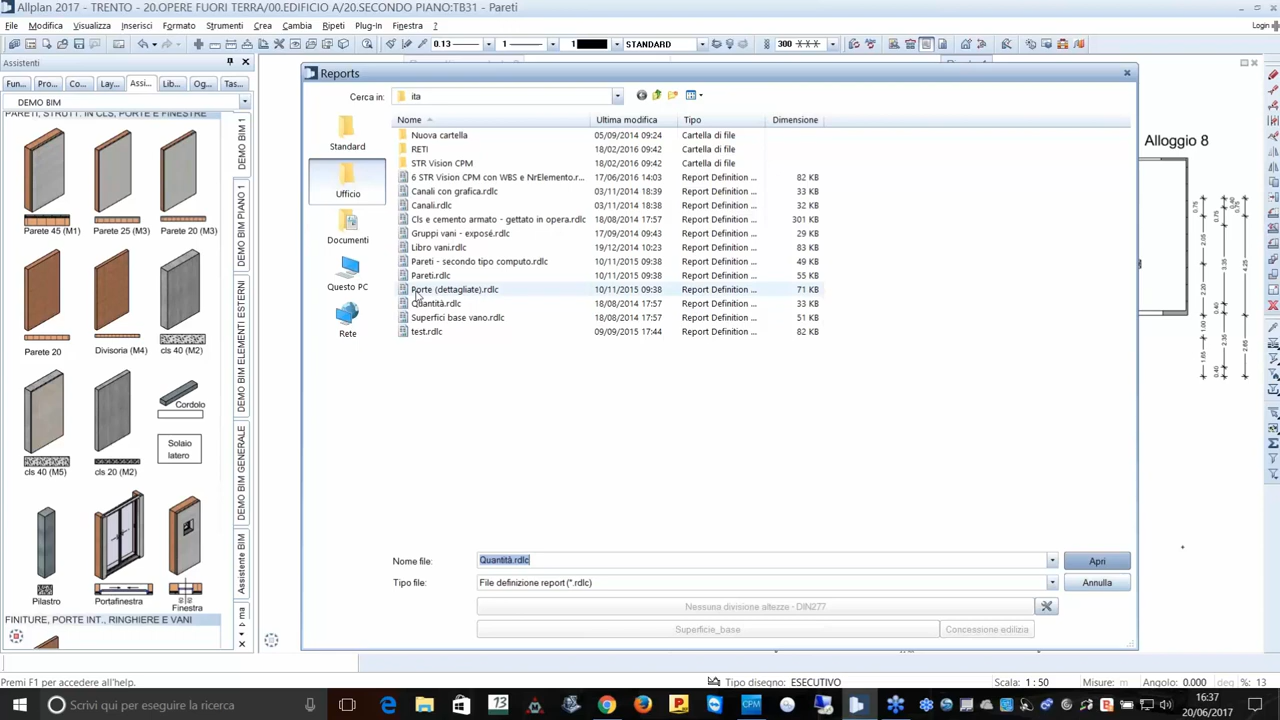 Allplan 2017 - TRENTO - 20.OPERE FUORI TERRA/00.EDIFICIO A/20.SECONDO PIANO:TB31 - Pareti
File Modifica Visualizza Inserisci Formato Strumenti Crea Cambia Ripeti Plug-In Finestra ?
Login
0.13 1 1 STANDARD 300
Assistenti
Fun... Pro... Co... Lay... Assi... Lib... Og... Tas...
DEMO BIM
PARETI, STRUTT. IN CLS, PORTE E FINESTRE
Parete 45 (M1) Parete 25 (M3) Parete 20 (M3)
Parete 20 Divisoria (M4) cls 40 (M2)
Cordolo
Solaio
latero
cls 40 (M5) cls 20 (M2)
Pilastro Portafinestra Finestra
FINITURE, PORTE INT., RINGHIERE E VANI
DEMO BIM 1
DEMO BIM PIANO 1
DEMO BIM ELEMENTI ESTERNI
DEMO BIM GENERALE
Assistente BIM
ma
Reports
Cerca in: ita
Standard
Ufficio
Documenti
Questo PC
Rete
Nome Ultima modifica Tipo Dimensione
Nuova cartella 05/09/2014 09:24 Cartella di file
RETI 18/02/2016 09:42 Cartella di file
STR Vision CPM 18/02/2016 09:42 Cartella di file
6 STR Vision CPM con WBS e NrElemento.r... 17/06/2016 14:03 Report Definition ... 82 KB
Canali con grafica.rdlc 03/11/2014 18:39 Report Definition ... 33 KB
Canali.rdlc 03/11/2014 18:38 Report Definition ... 32 KB
Cls e cemento armato - gettato in opera.rdlc 18/08/2014 17:57 Report Definition ... 301 KB
Gruppi vani - exposé.rdlc 17/09/2014 09:43 Report Definition ... 29 KB
Libro vani.rdlc 19/12/2014 10:23 Report Definition ... 83 KB
Pareti - secondo tipo computo.rdlc 10/11/2015 09:38 Report Definition ... 49 KB
Pareti.rdlc 10/11/2015 09:38 Report Definition ... 55 KB
Porte (dettagliate).rdlc 10/11/2015 09:38 Report Definition ... 71 KB
Quantità.rdlc 18/08/2014 17:57 Report Definition ... 33 KB
Superfici base vano.rdlc 18/08/2014 17:57 Report Definition ... 51 KB
test.rdlc 09/09/2015 17:44 Report Definition ... 82 KB
Nome file: Quantità.rdlc Apri
Tipo file: File definizione report (*.rdlc) Annulla
Nessuna divisione altezze - DIN277
Superficie_base Concessione edilizia
Alloggio 8
Premi F1 per accedere all'help.
Tipo disegno: ESECUTIVO Scala: 1 : 50 Misure: m Angolo: 0.000 deg %: 13
Scrivi qui per eseguire la ricerca
13
CPM
16:37
20/06/2017